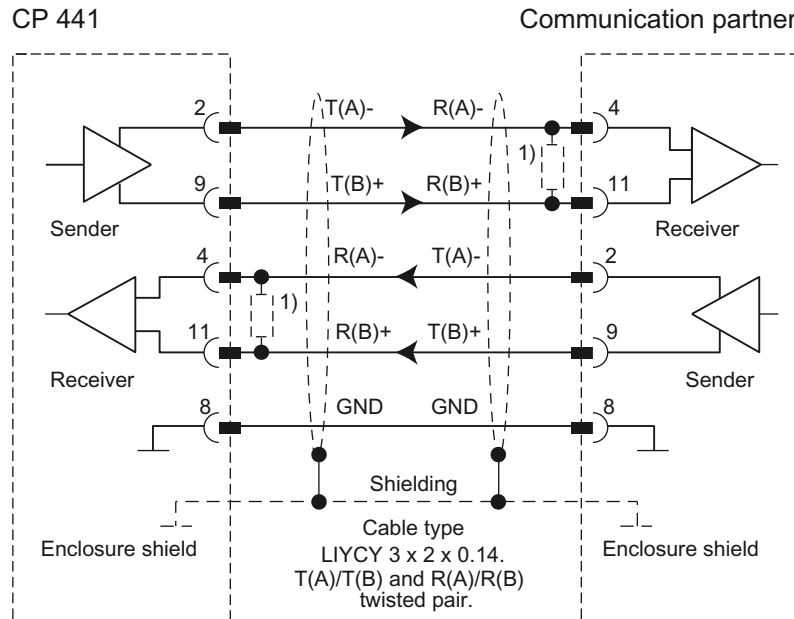 CP 441 Communication partner
2 T(A)- R(A)- 4
1)
9 T(B)+ R(B)+ 11
Sender Receiver
4 R(A)- T(A)- 2
1)
11 R(B)+ T(B)+ 9
Receiver Sender
8 GND GND 8
Shielding
Enclosure shield Enclosure shield
Cable type
LIYCY 3 x 2 x 0.14.
T(A)/T(B) and R(A)/R(B)
twisted pair.